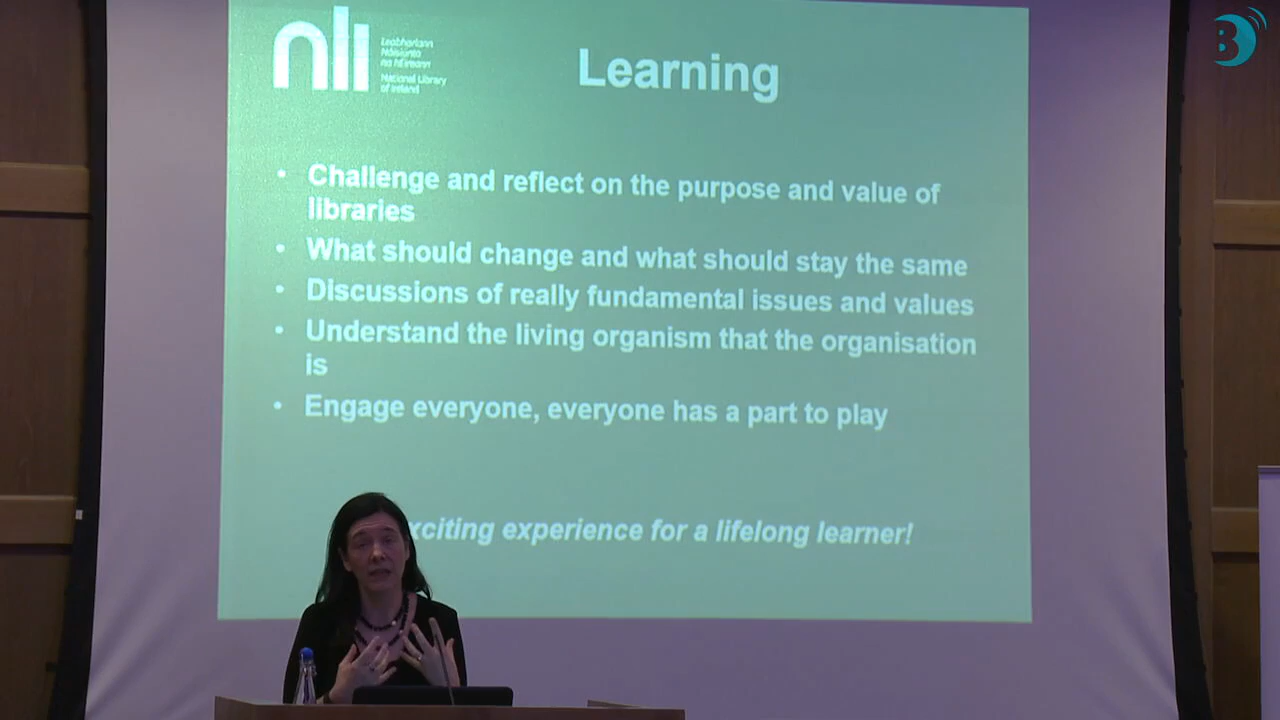 nli
Leabharlann
Náisiúnta
na hÉireann
National Library
of Ireland
Learning
• Challenge and reflect on the purpose and value of
libraries
• What should change and what should stay the same
• Discussions of really fundamental issues and values
• Understand the living organism that the organisation
is
• Engage everyone, everyone has a part to play
xciting experience for a lifelong learner!
B